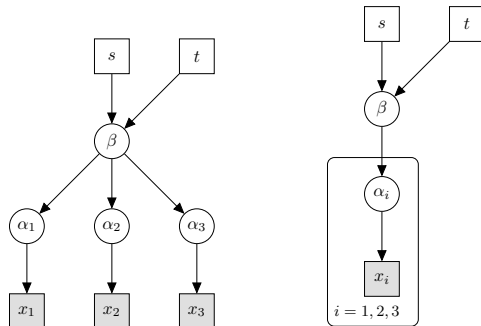 s t
β
α₁ α₂ α₃
x₁ x₂ x₃
s t
β
αᵢ
xᵢ
i = 1, 2, 3